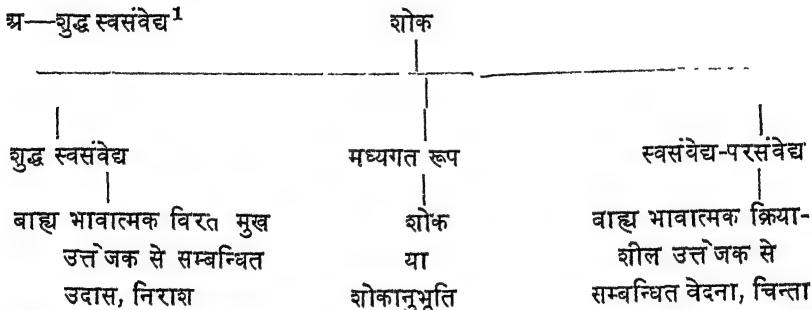 अ—शुद्ध स्वसंवेद्य¹ शोक
शुद्ध स्वसंवेद्य मध्यगत रूप स्वसंवेद्य-परसंवेद्य
बाह्य भावात्मक विरत मुख शोक बाह्य भावात्मक क्रिया-
उत्तेजक से सम्बन्धित या शील उत्तेजक से
उदास, निराश शोकानुभूति सम्बन्धित वेदना, चिन्ता